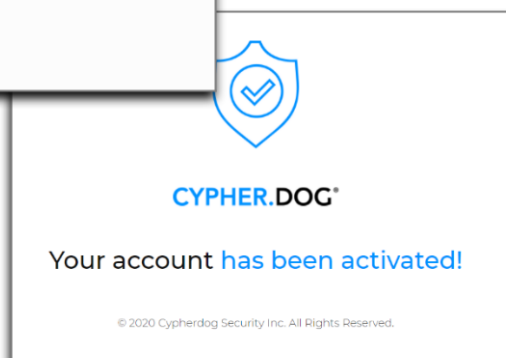 CYPHER.DOG®
Your account has been activated!
© 2020 Cypherdog Security Inc. All Rights Reserved.